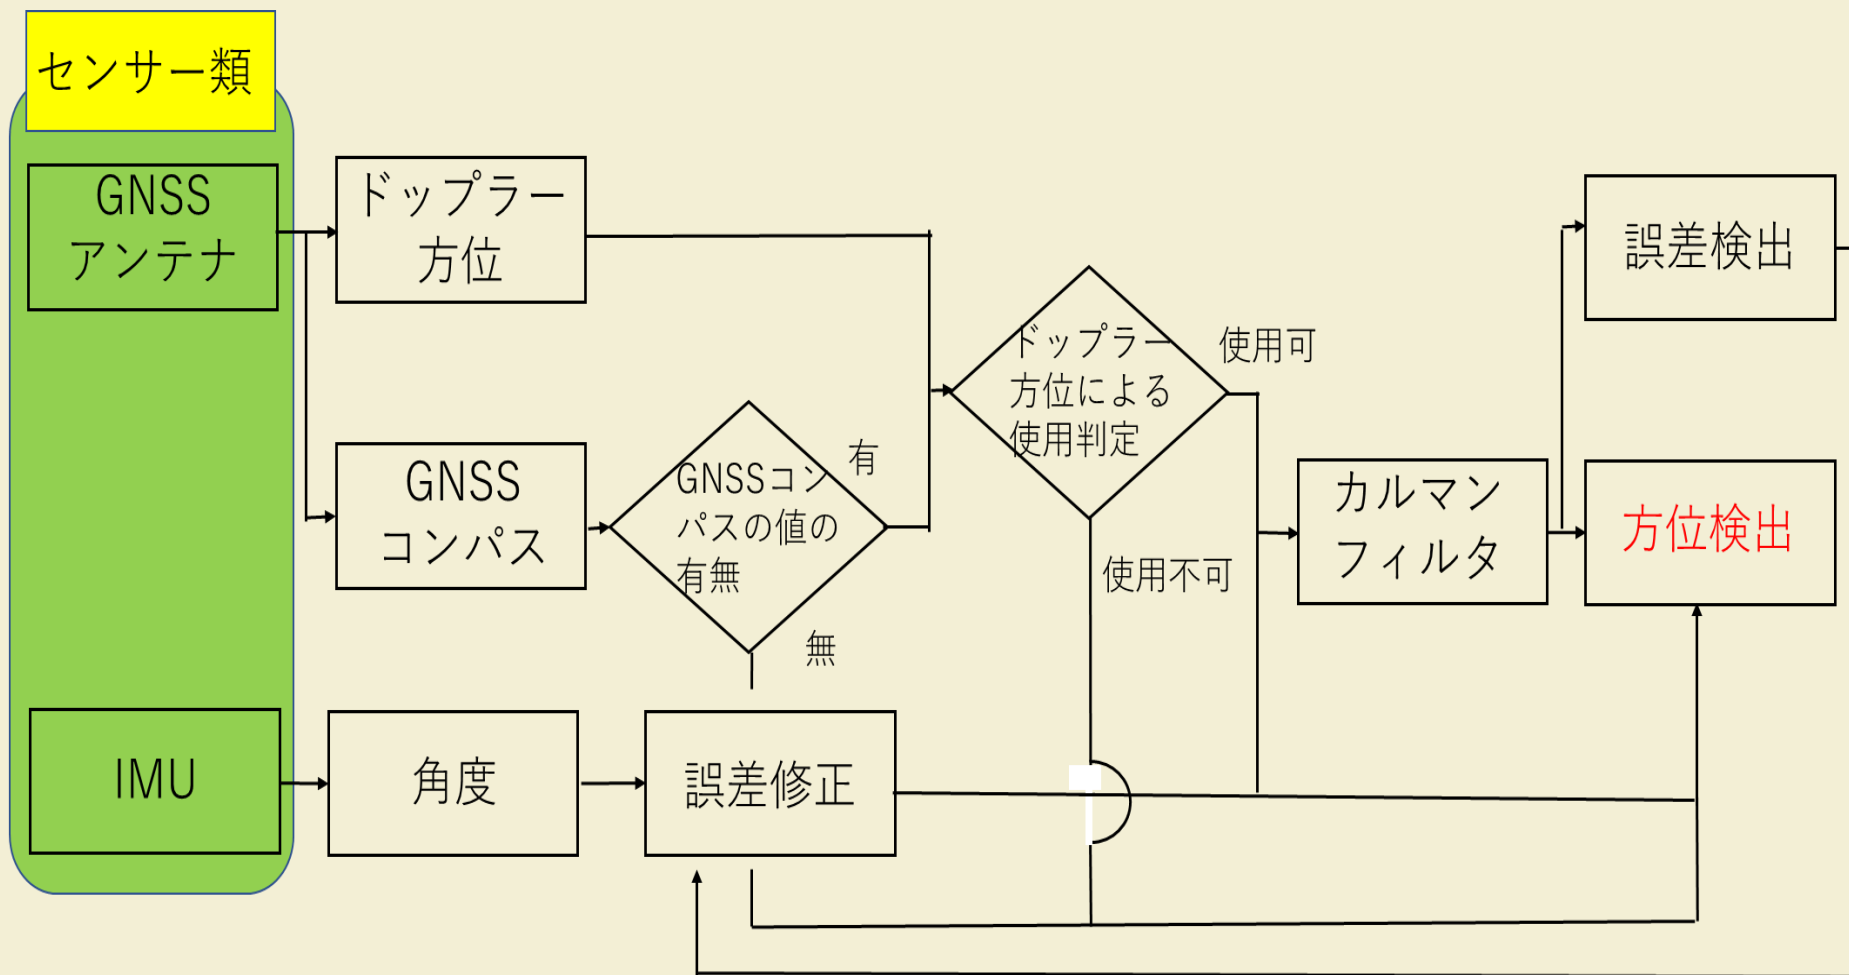 センサー類
GNSS
アンテナ
ドップラー
方位
GNSS
コンパス
GNSSコン
パスの値の
有無
有
無
ドップラー
方位による
使用判定
使用可
使用不可
カルマン
フィルタ
誤差検出
方位検出
IMU
角度
誤差修正